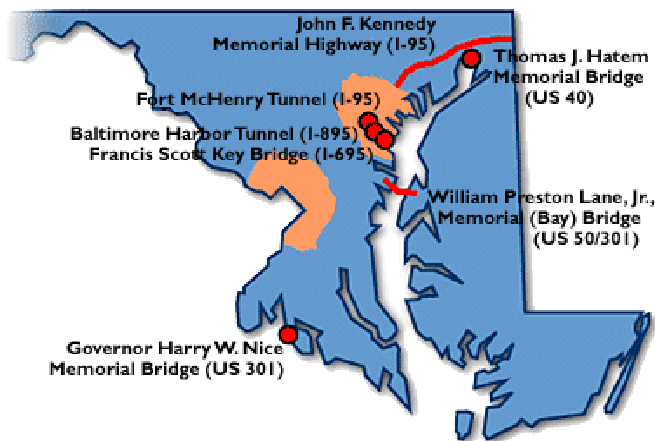 John F. Kennedy
Memorial Highway (I-95)
Thomas J. Hatem
Memorial Bridge
(US 40)
Fort McHenry Tunnel (I-95)
Baltimore Harbor Tunnel (I-895)
Francis Scott Key Bridge (I-695)
William Preston Lane, Jr.,
Memorial (Bay) Bridge
(US 50/301)
Governor Harry W. Nice
Memorial Bridge (US 301)